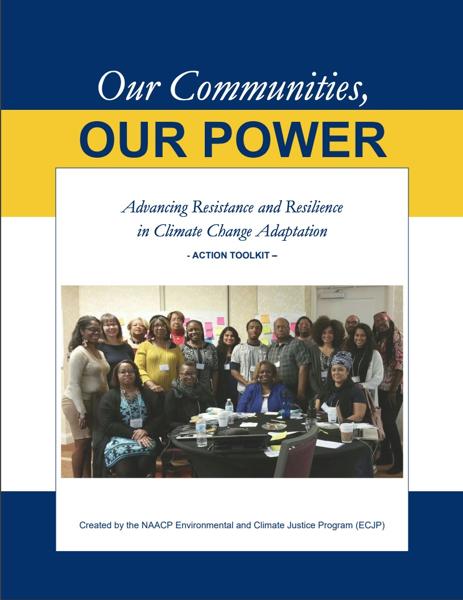 Our Communities,
OUR POWER
Advancing Resistance and Resilience
in Climate Change Adaptation
- ACTION TOOLKIT –
Created by the NAACP Environmental and Climate Justice Program (ECJP)